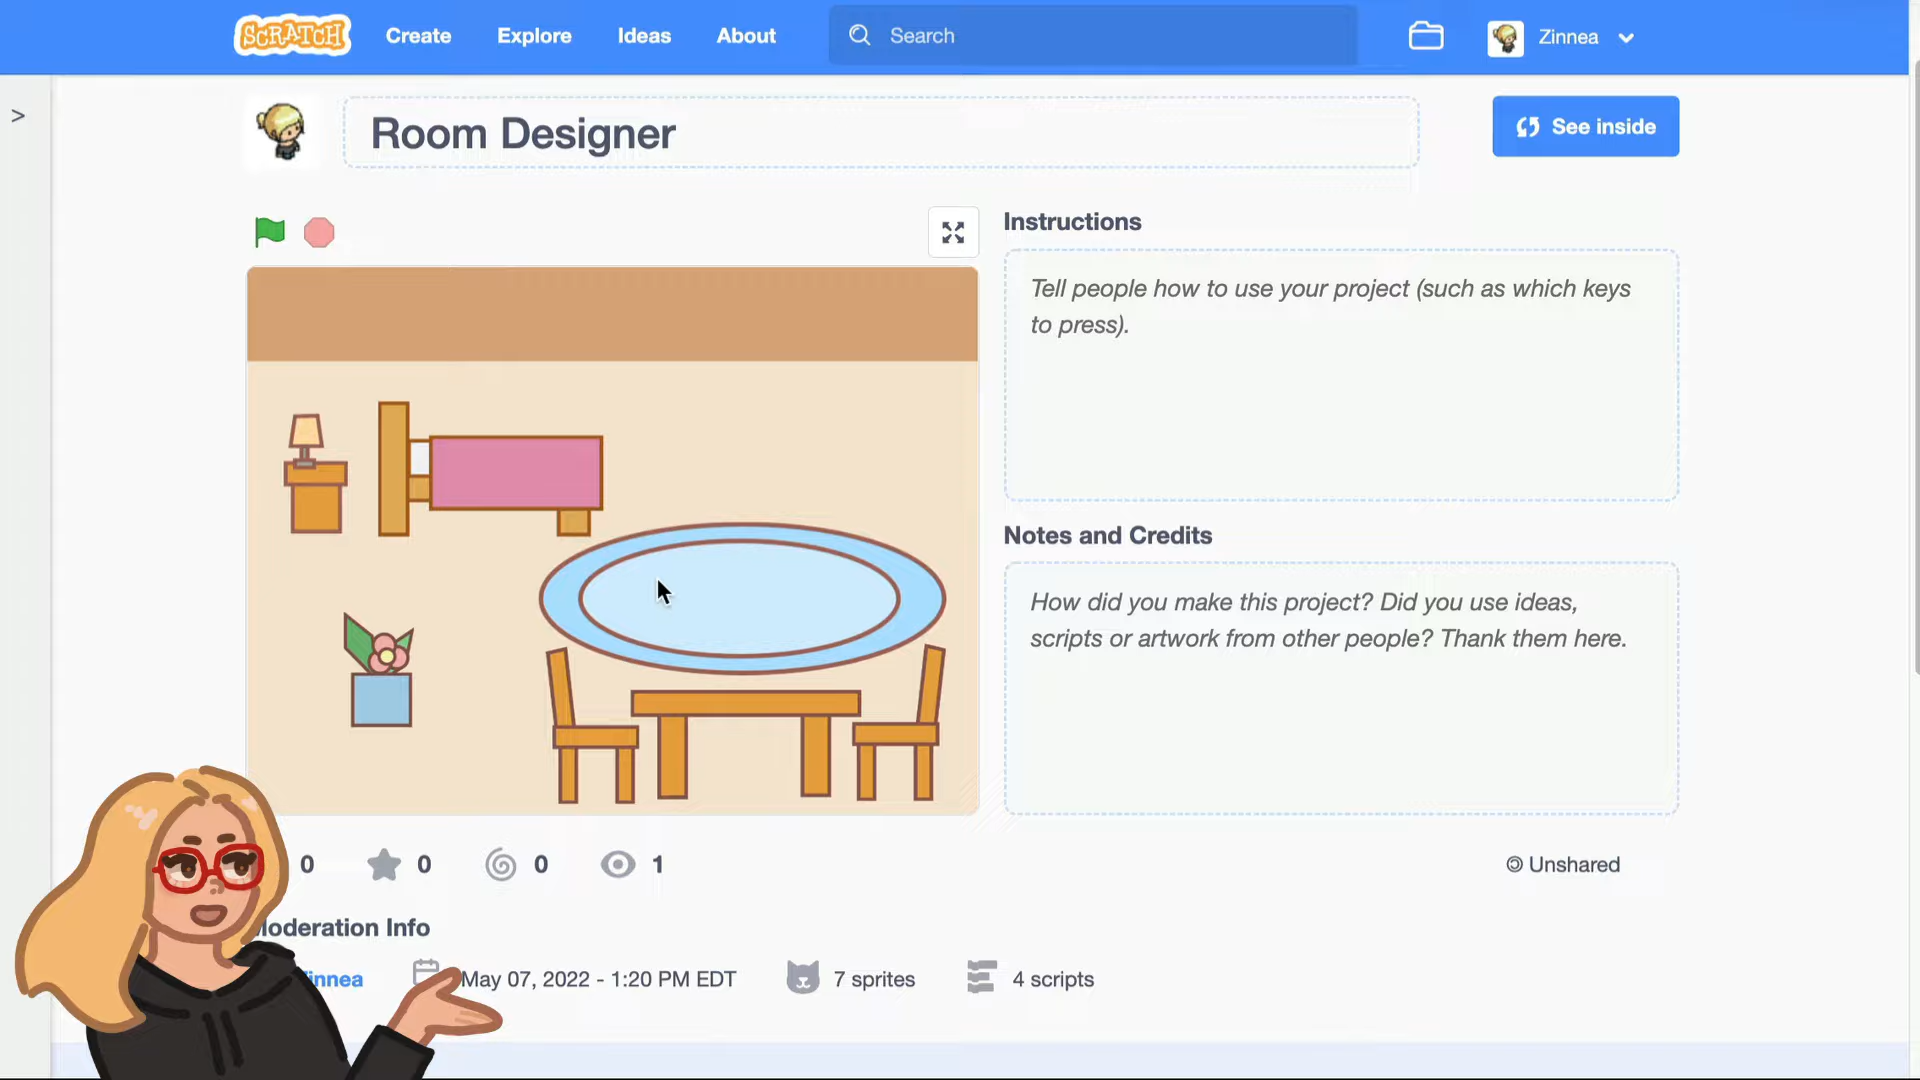 SCRATCH Create Explore Ideas About Search Zinnea
>
Room Designer
See inside
Instructions
Tell people how to use your project (such as which keys
to press).
Notes and Credits
How did you make this project? Did you use ideas,
scripts or artwork from other people? Thank them here.
0 0 0 1
Unshared
Moderation Info
Zinnea May 07, 2022 - 1:20 PM EDT 7 sprites 4 scripts